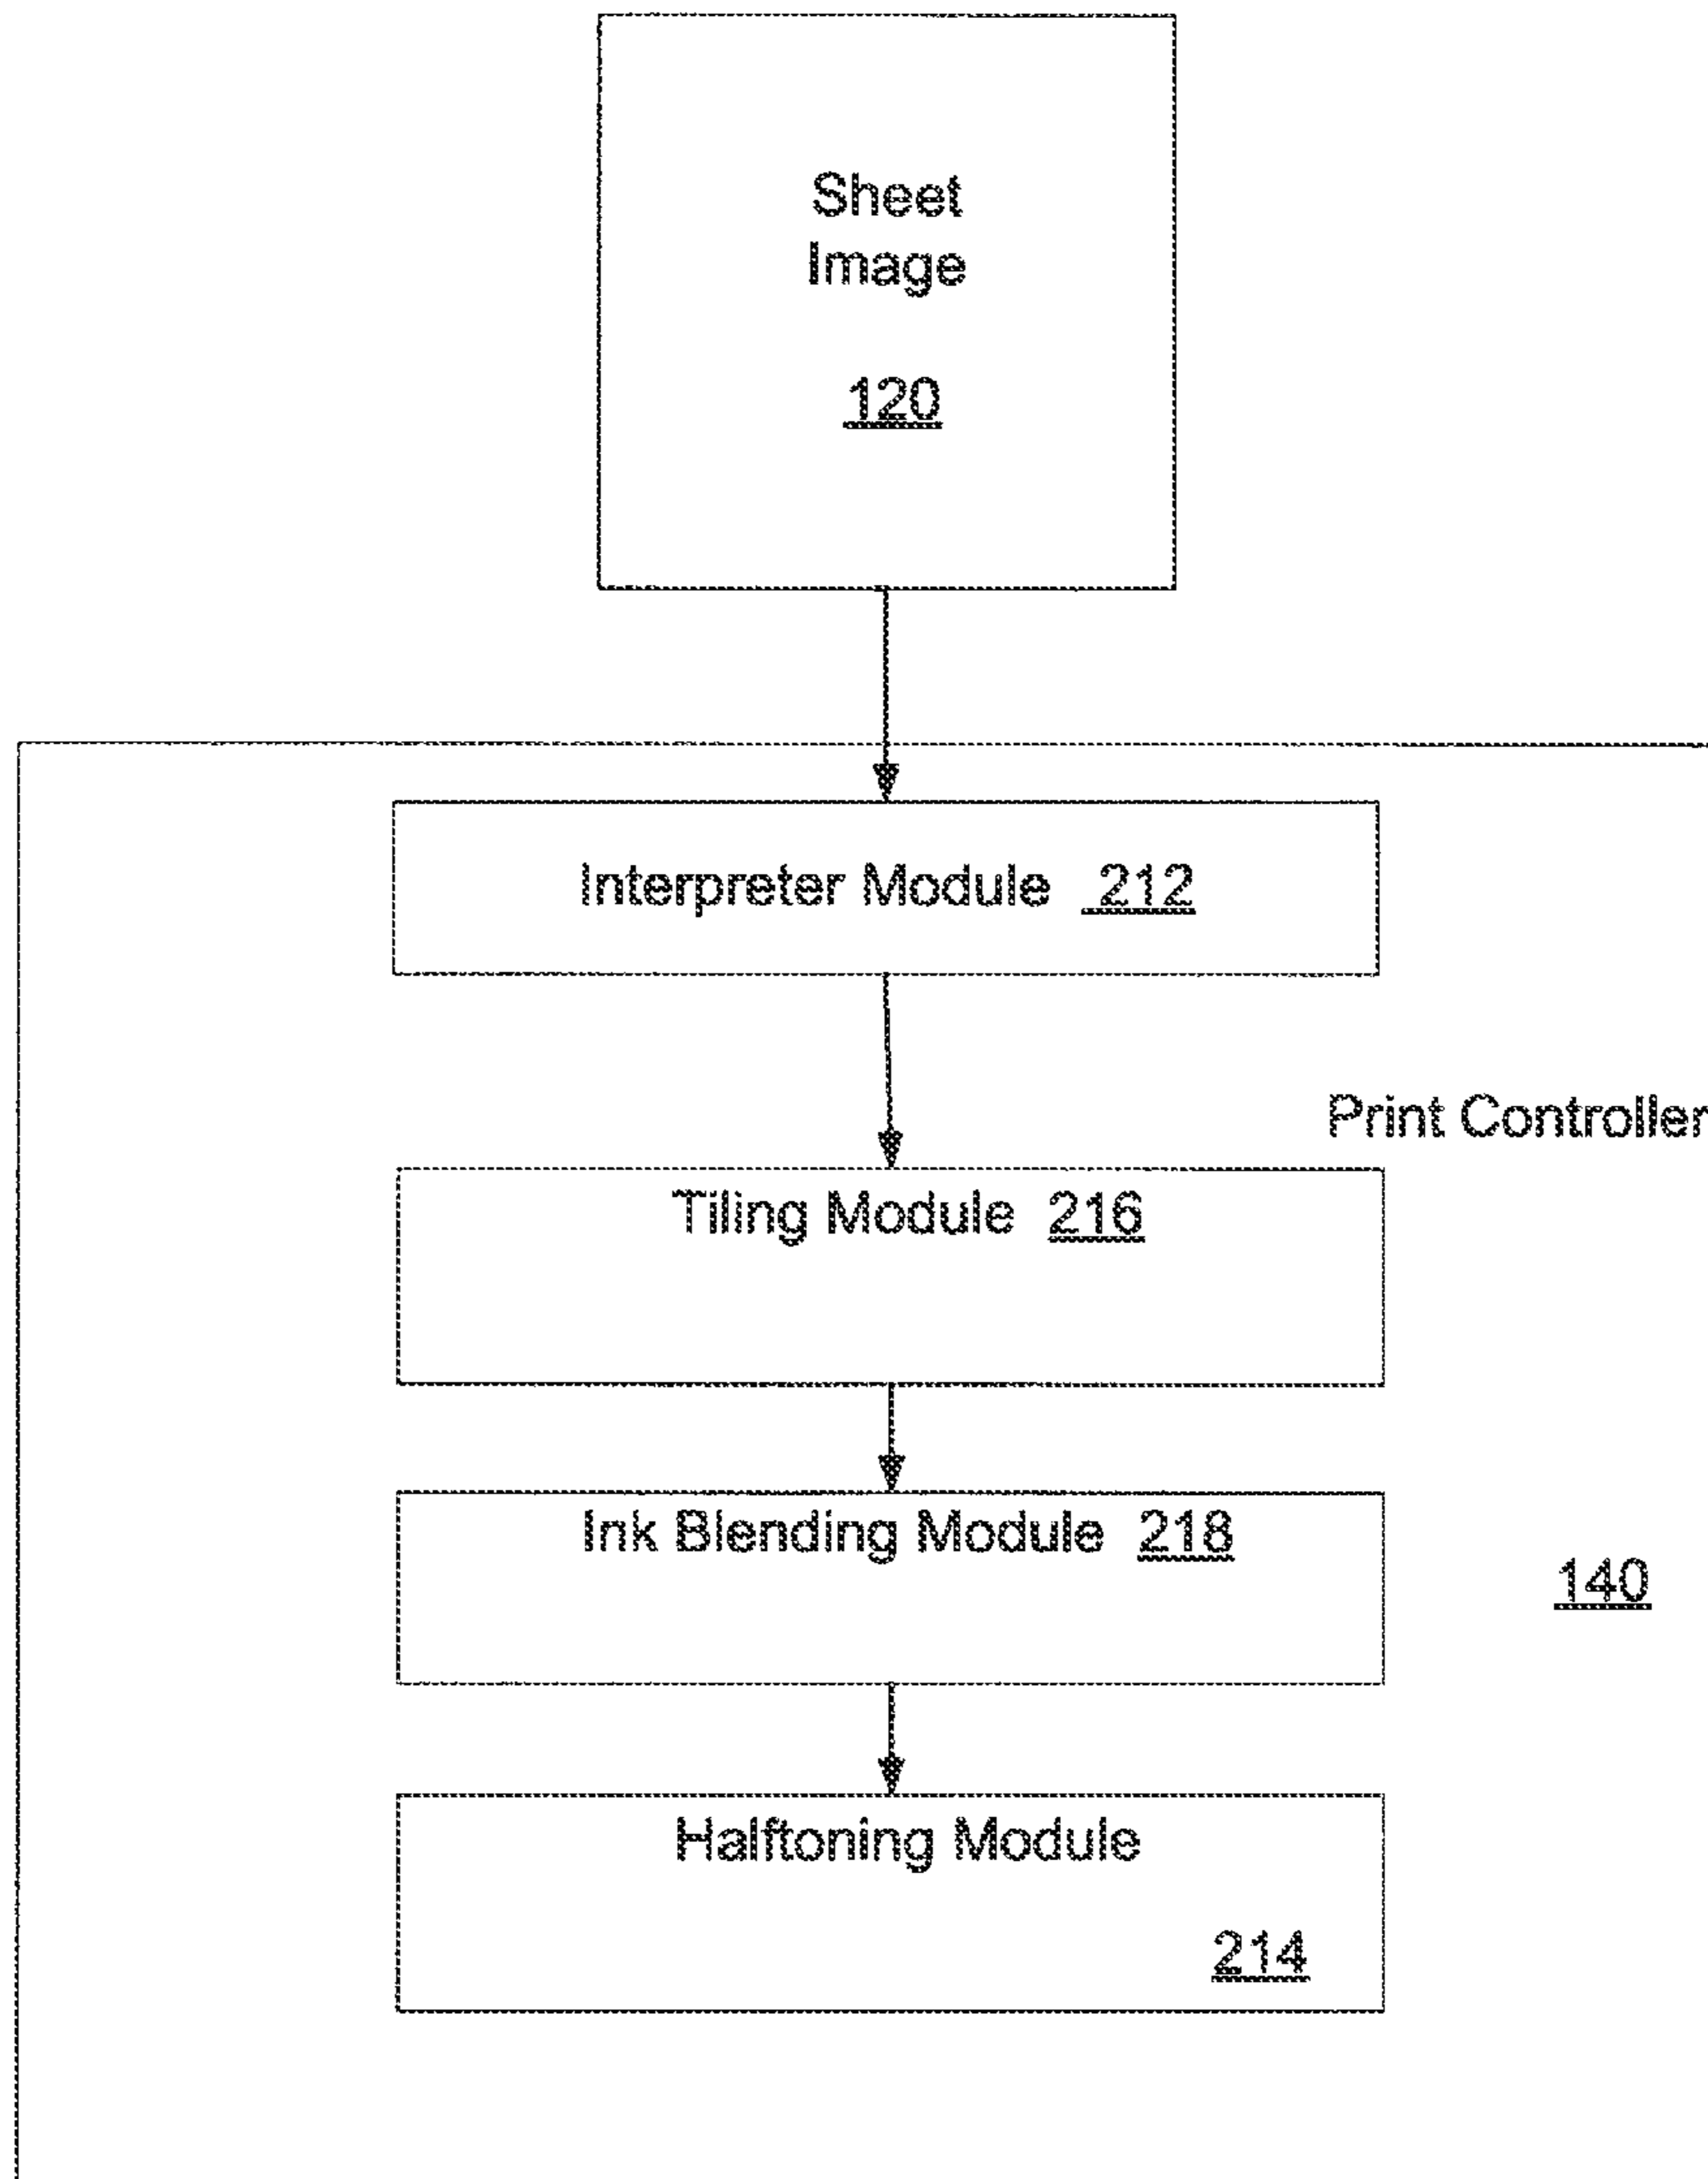 Sheet
Image
120
Interpreter Module 212
Print Controller
Tiling Module 216
Ink Blending Module 218
140
Halftoning Module
214